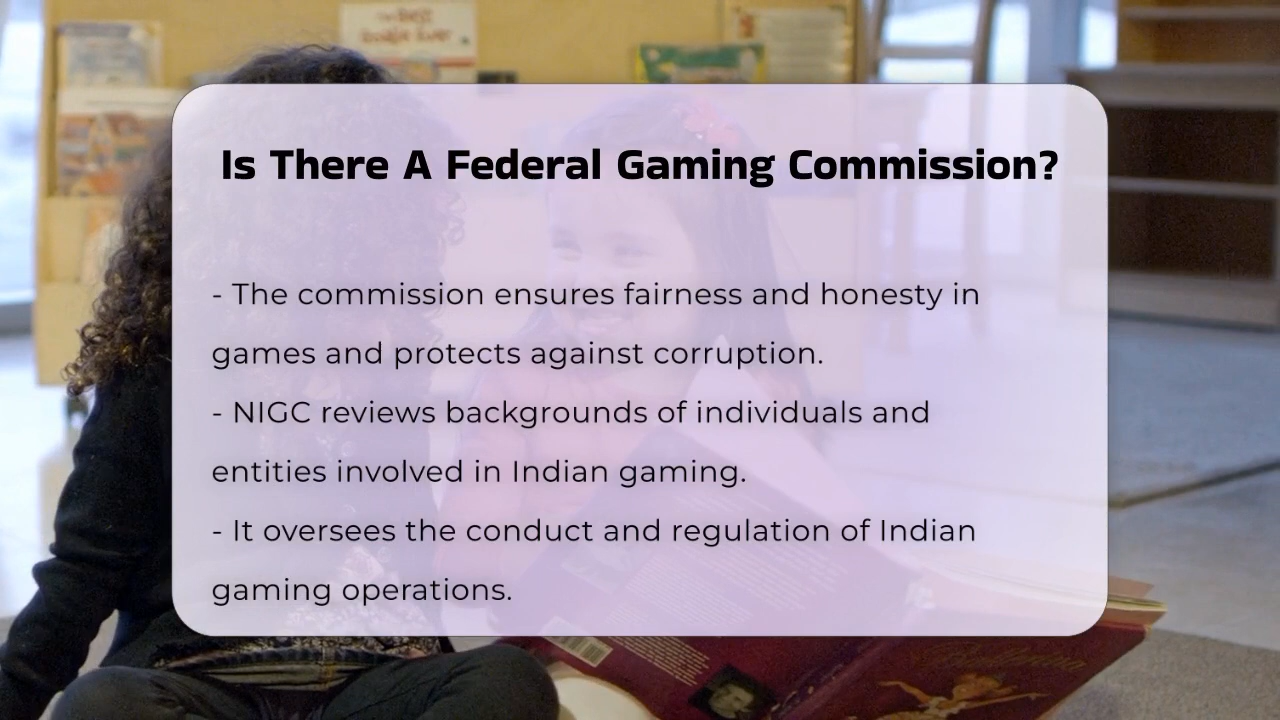 Is There A Federal Gaming Commission?
- The commission ensures fairness and honesty in
games and protects against corruption.
- NIGC reviews backgrounds of individuals and
entities involved in Indian gaming.
- It oversees the conduct and regulation of Indian
gaming operations.